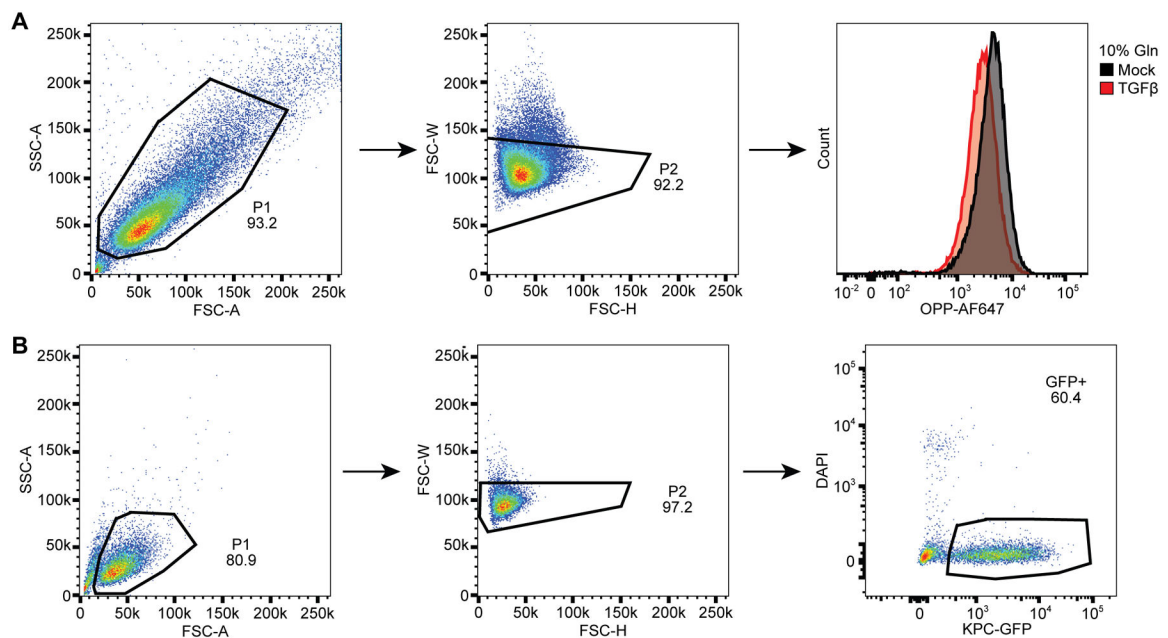 A
250k
200k
150k
100k
50k
0
SSC-A
P1
93.2
0 50k 100k 150k 200k 250k
FSC-A
250k
200k
150k
100k
50k
0
FSC-W
P2
92.2
0 50k 100k 150k 200k 250k
FSC-H
Count
10% Gln
Mock
TGFβ
10-2 0 102 103 104 105
OPP-AF647
B
250k
200k
150k
100k
50k
0
SSC-A
P1
80.9
0 50k 100k 150k 200k 250k
FSC-A
250k
200k
150k
100k
50k
0
FSC-W
P2
97.2
0 50k 100k 150k 200k 250k
FSC-H
105
104
103
0
DAPI
GFP+
60.4
0 103 104 105
KPC-GFP